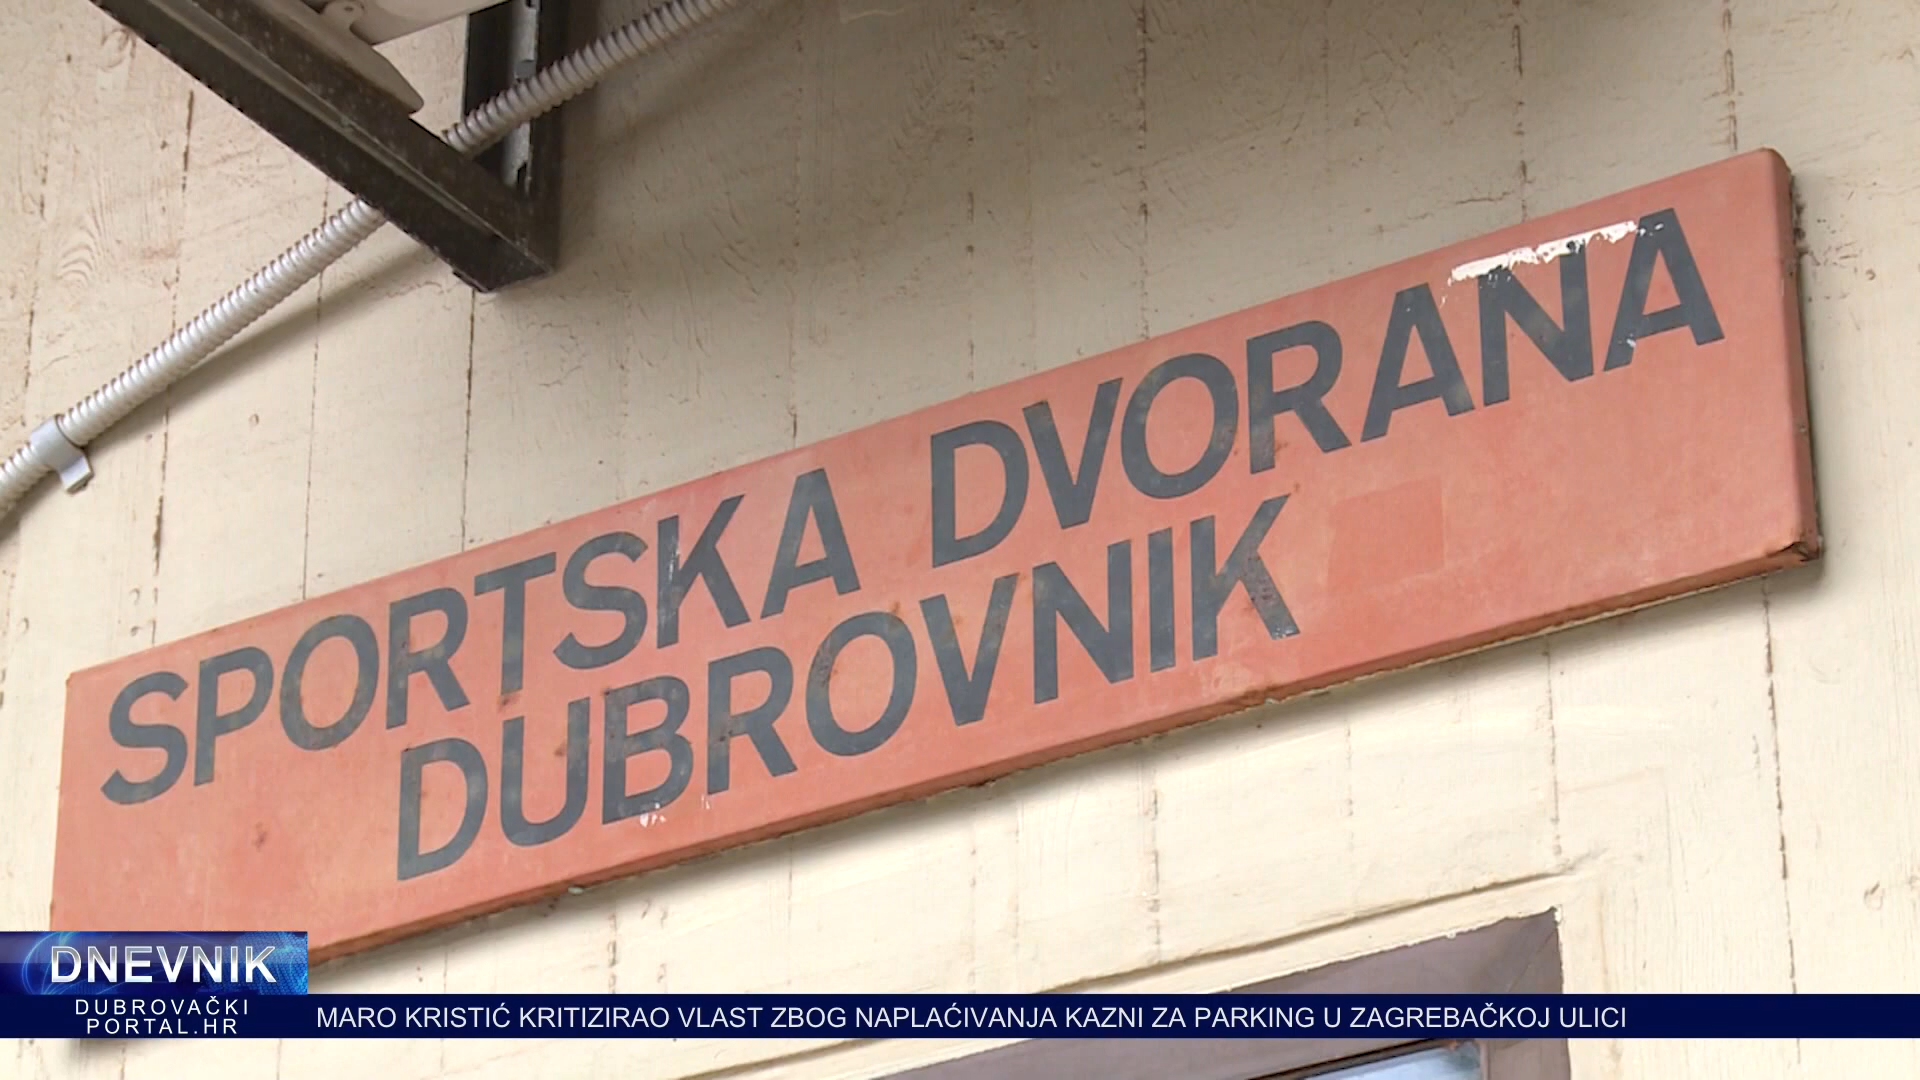 SPORTSKA DVORANA
DUBROVNIK
DNEVNIK
DUBROVAČKI
PORTAL.HR
MARO KRISTIĆ KRITIZIRAO VLAST ZBOG NAPLAĆIVANJA KAZNI ZA PARKING U ZAGREBAČKOJ ULICI